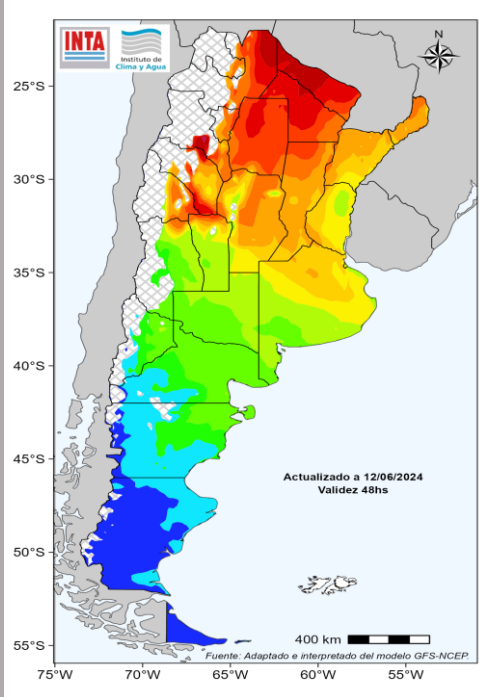 INTA
Instituto de
Clima y Agua
N
25°S
30°S
35°S
40°S
45°S
50°S
55°S
Actualizado a 12/06/2024
Validez 48hs
400 km
Fuente: Adaptado e interpretado del modelo GFS-NCEP.
75°W 70°W 65°W 60°W 55°W